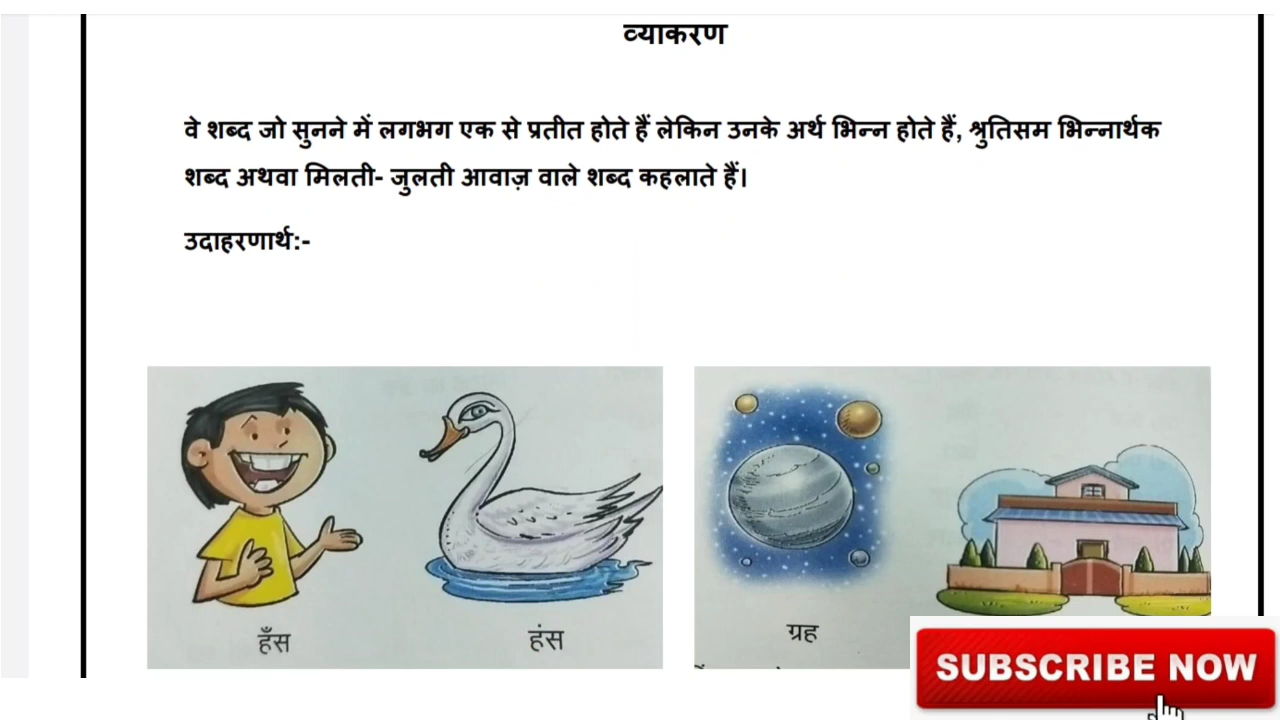 व्याकरण
वे शब्द जो सुनने में लगभग एक से प्रतीत होते हैं लेकिन उनके अर्थ भिन्न होते हैं, श्रुतिसम भिन्नार्थक
शब्द अथवा मिलती- जुलती आवाज़ वाले शब्द कहलाते हैं।
उदाहरणार्थ:-
हँस
हंस
ग्रह
SUBSCRIBE NOW